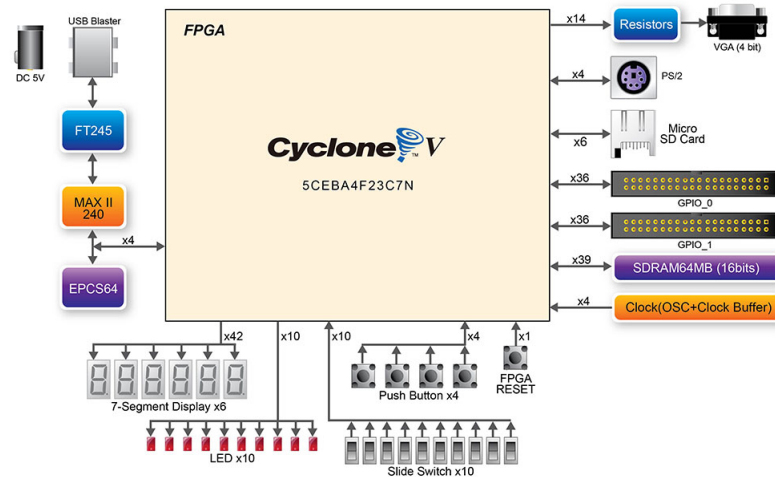 FPGA
x14
Resistors
VGA (4 bit)
USB Blaster
DC 5V
x4
PS/2
FT245
Cyclone V
TM
5CEBA4F23C7N
x6
Micro
SD Card
MAX II
240
x36
GPIO_0
x36
GPIO_1
x4
x39
SDRAM64MB (16bits)
EPCS64
x4
Clock(OSC+Clock Buffer)
x42
x10
x10
x4
x1
7-Segment Display x6
Push Button x4
FPGA
RESET
LED x10
Slide Switch x10